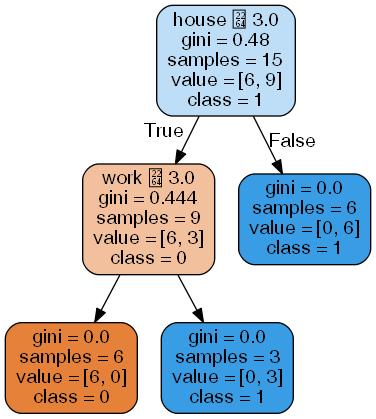 house ≤ 3.0
gini = 0.48
samples = 15
value = [6, 9]
class = 1
True
False
work ≤ 3.0
gini = 0.444
samples = 9
value = [6, 3]
class = 0
gini = 0.0
samples = 6
value = [0, 6]
class = 1
gini = 0.0
samples = 6
value = [6, 0]
class = 0
gini = 0.0
samples = 3
value = [0, 3]
class = 1